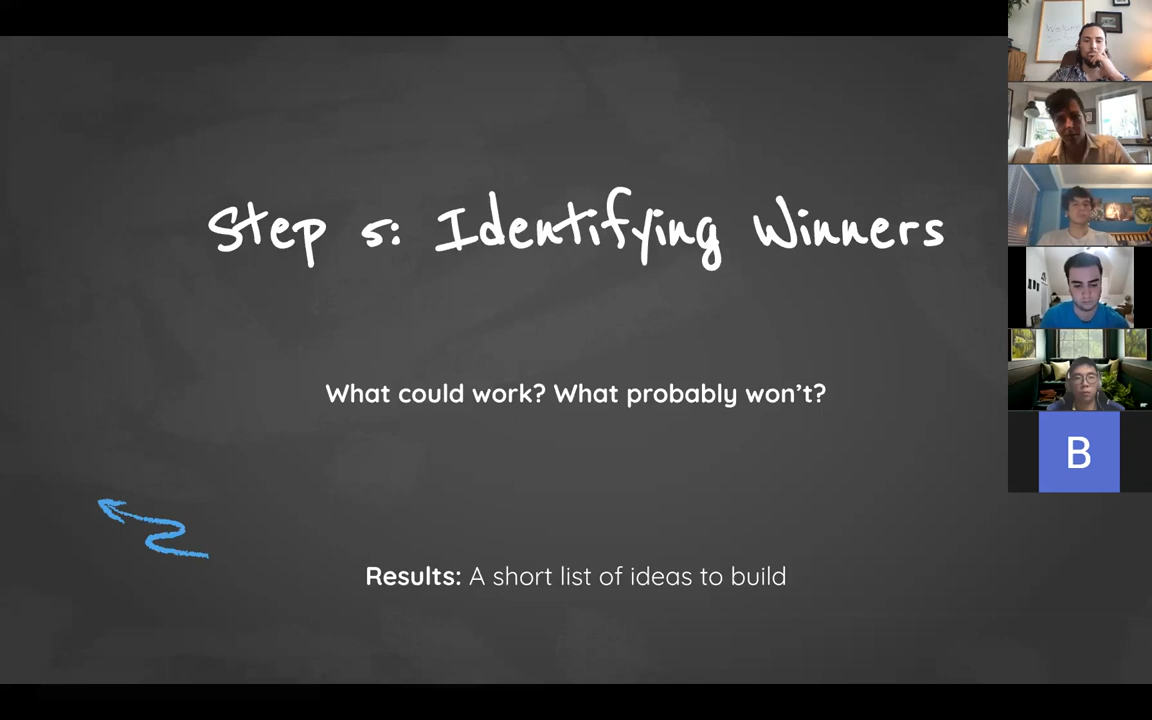 Step 5: Identifying Winners
What could work? What probably won't?
Results: A short list of ideas to build
B